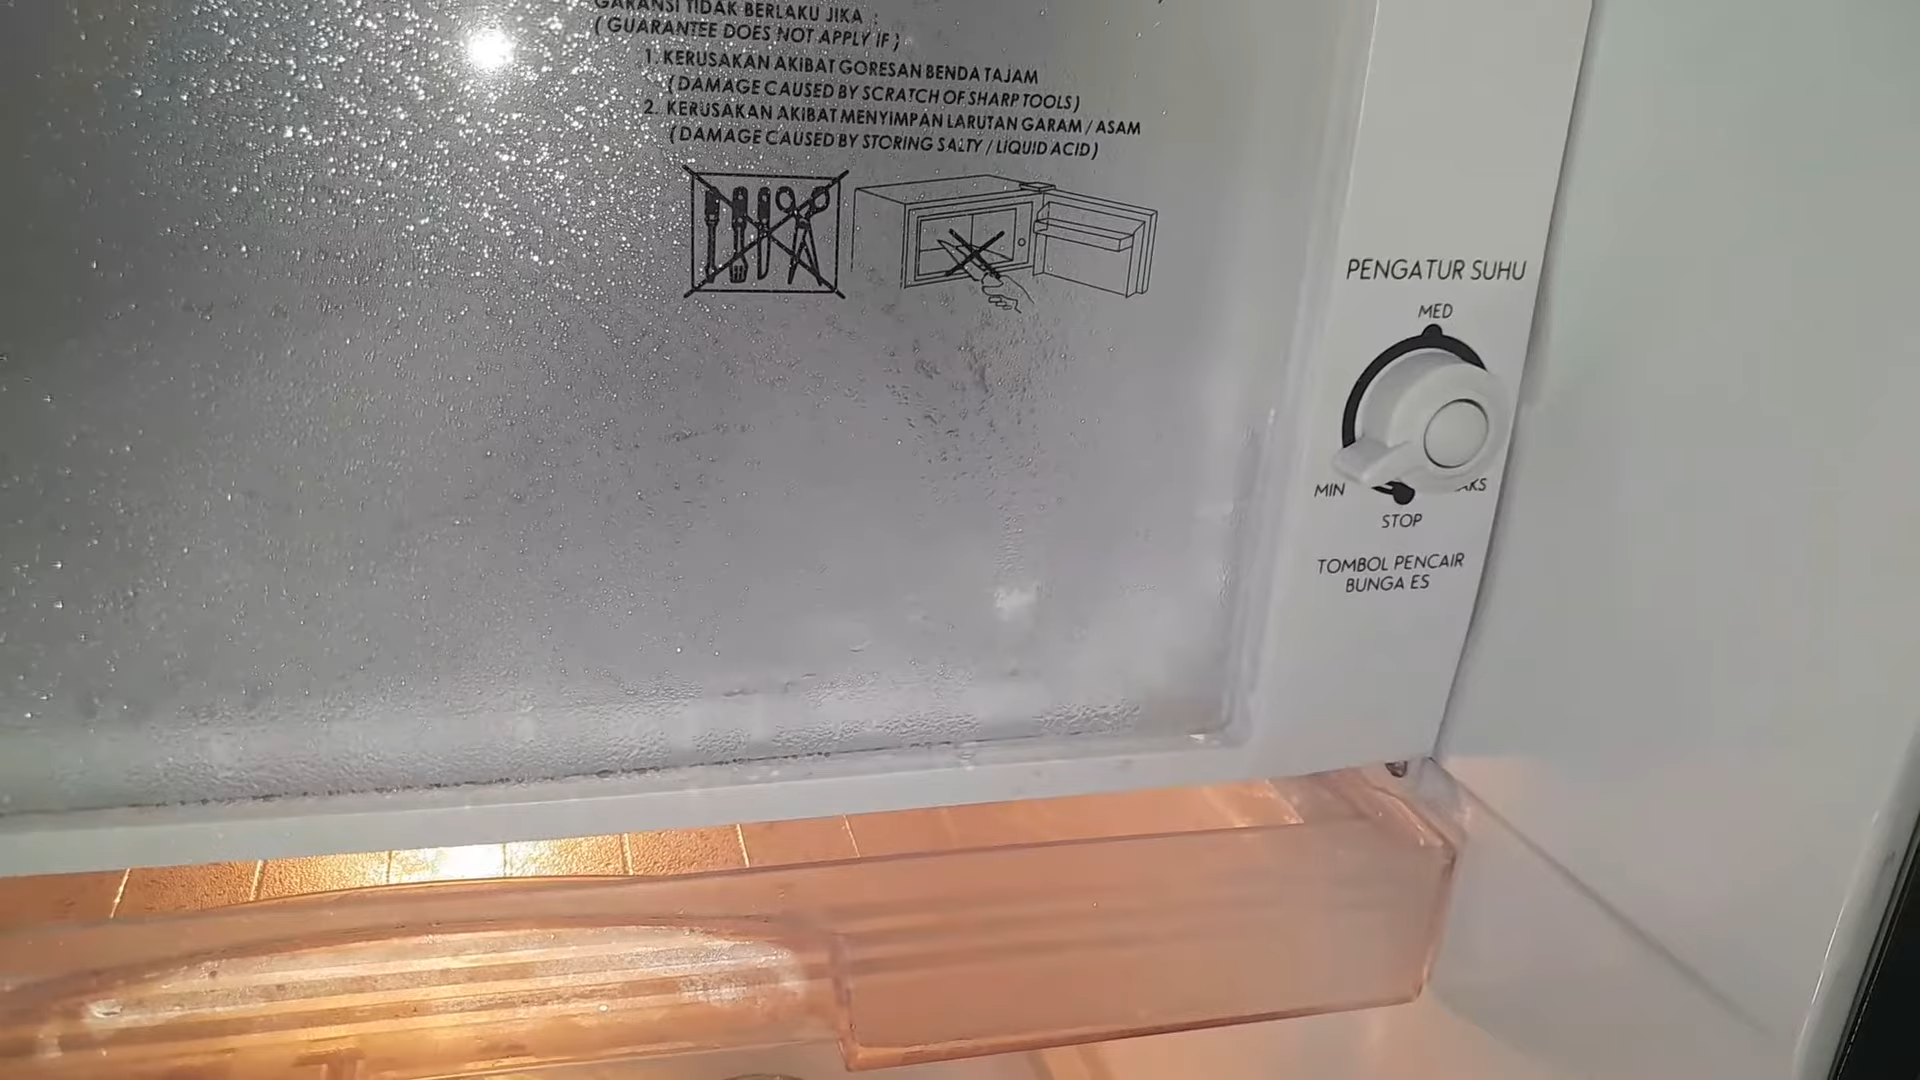 GARANSI TIDAK BERLAKU JIKA :
( GUARANTEE DOES NOT APPLY IF )
1. KERUSAKAN AKIBAT GORESAN BENDA TAJAM
( DAMAGE CAUSED BY SCRATCH OF SHARP TOOLS )
2. KERUSAKAN AKIBAT MENYIMPAN LARUTAN GARAM / ASAM
( DAMAGE CAUSED BY STORING SALTY / LIQUID ACID )
PENGATUR SUHU
MED
MIN
STOP
TOMBOL PENCAIR
BUNGA ES